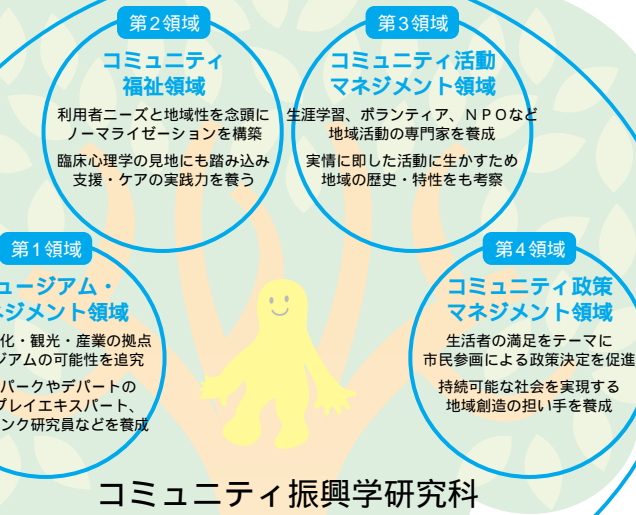 第2領域
コミュニティ
福祉領域
利用者ニーズと地域性を念頭に
ノーマライゼーションを構築
臨床心理学の見地にも踏み込み
支援・ケアの実践力を養う
第3領域
コミュニティ活動
マネジメント領域
生涯学習、ボランティア、NPOなど
地域活動の専門家を養成
実情に即した活動に生かすため
地域の歴史・特性をも考察
第1領域
ュージアム・
ジメント領域
化・観光・産業の拠点
ジアムの可能性を追究
パークやデパートの
プレイエキスパート、
ンク研究員などを養成
第4領域
コミュニティ政策
マネジメント領域
生活者の満足をテーマに
市民参画による政策決定を促進
持続可能な社会を実現する
地域創造の担い手を養成
コミュニティ振興学研究科